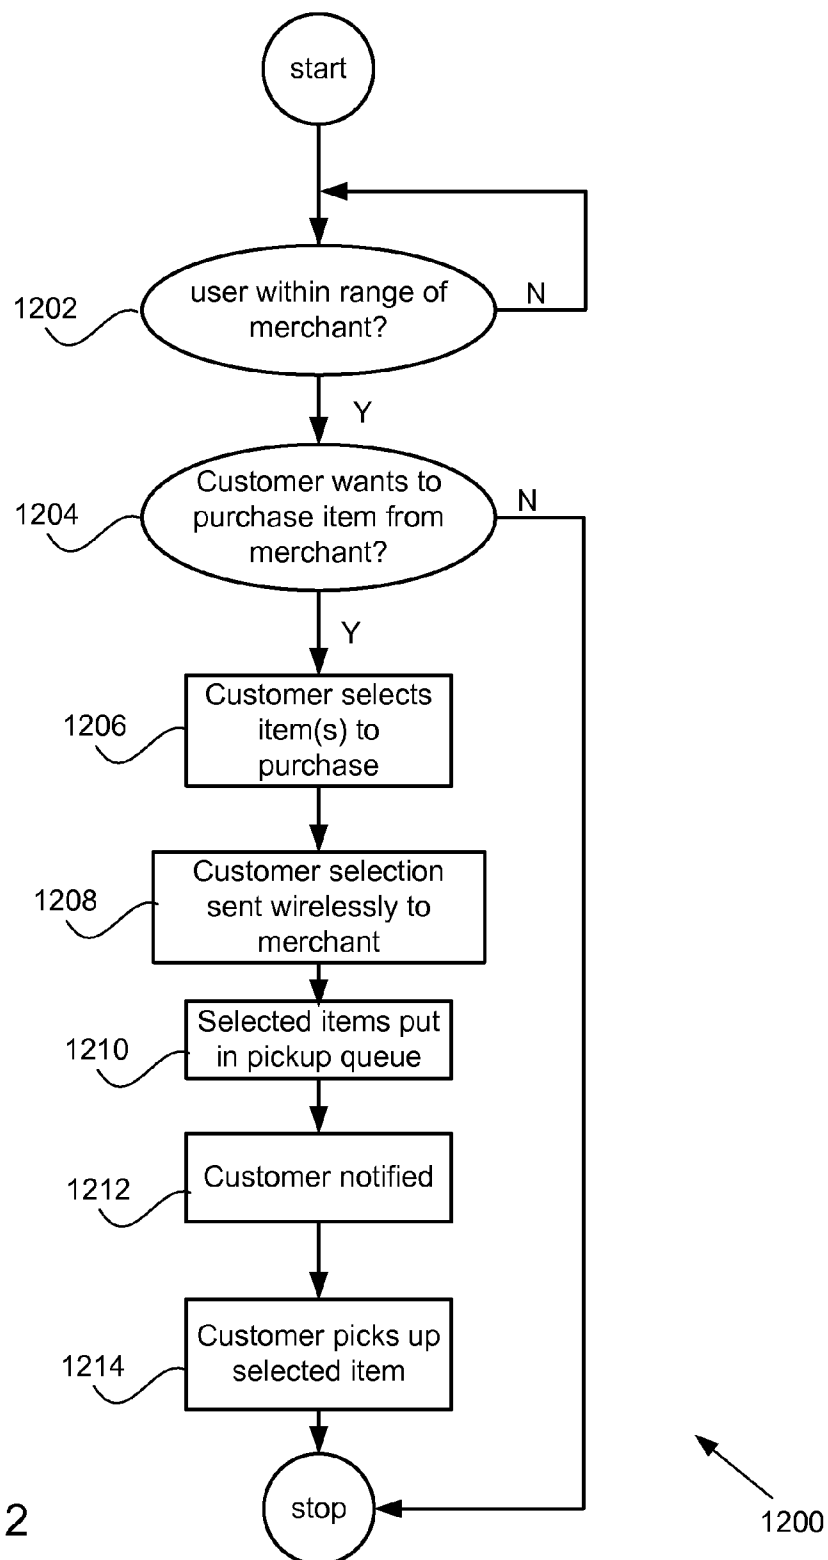 start
user within range of
merchant?
N
1202
Y
Customer wants to
purchase item from
merchant?
N
1204
Y
Customer selects
item(s) to
purchase
1206
Customer selection
sent wirelessly to
merchant
1208
Selected items put
in pickup queue
1210
Customer notified
1212
Customer picks up
selected item
1214
stop
2
1200